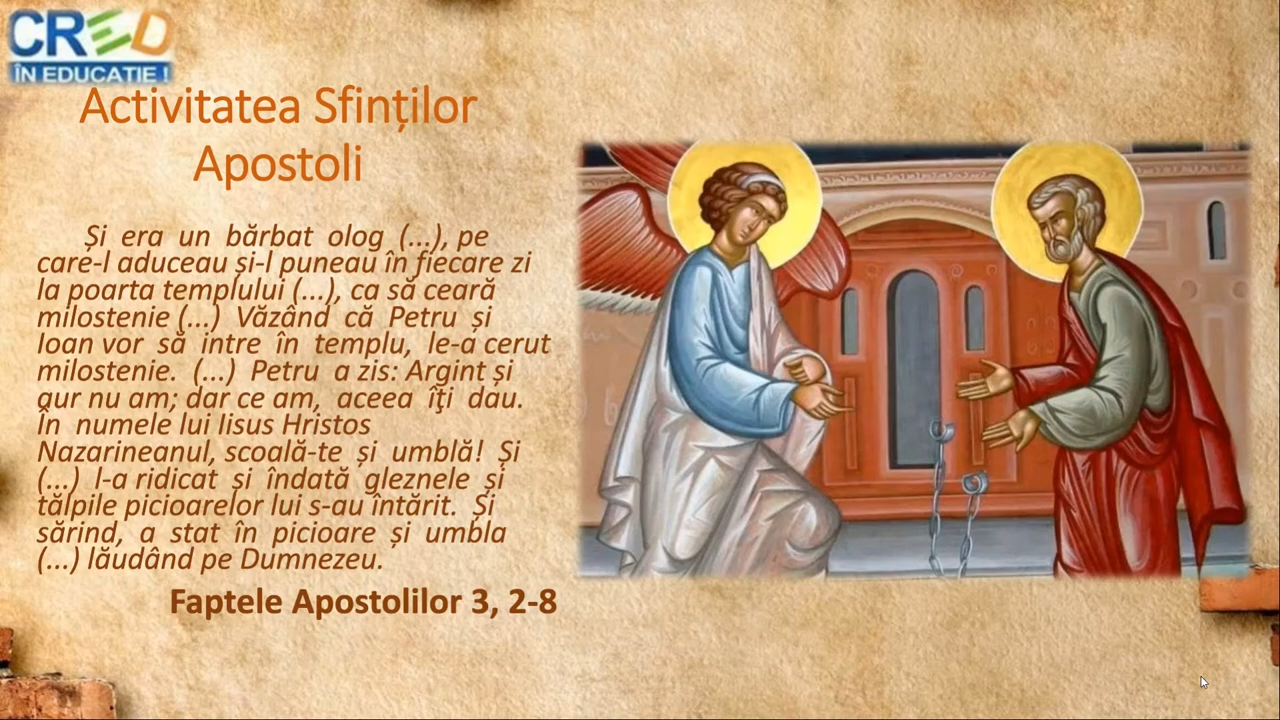 CRED
ÎN EDUCAȚIE !
Activitatea Sfinților
Apostoli
Și era un bărbat olog (...), pe
care-l aduceau și-l puneau în fiecare zi
la poarta templului (...), ca să ceară
milostenie (...) Văzând că Petru și
Ioan vor să intre în templu, le-a cerut
milostenie. (...) Petru a zis: Argint și
aur nu am; dar ce am, aceea îţi dau.
În numele lui Iisus Hristos
Nazarineanul, scoală-te și umblă! Și
(...) l-a ridicat și îndată gleznele și
tălpile picioarelor lui s-au întărit. Și
sărind, a stat în picioare și umbla
(...) lăudând pe Dumnezeu.
Faptele Apostolilor 3, 2-8